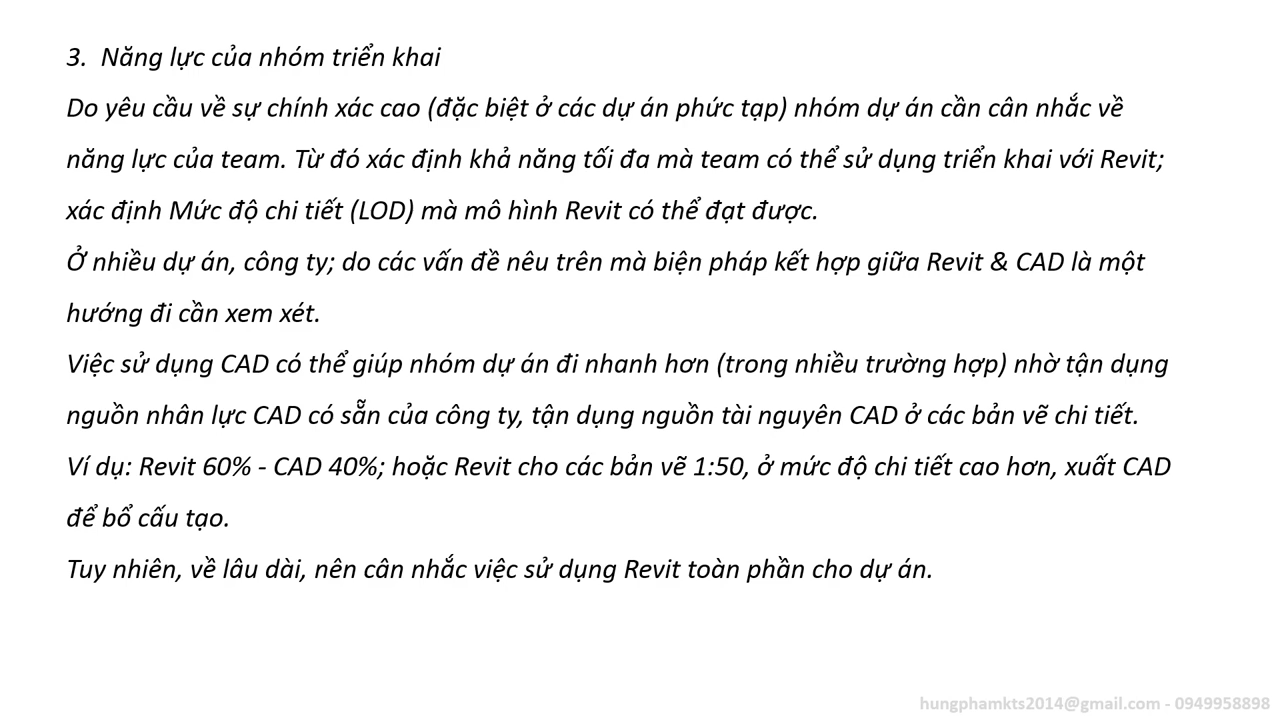 3. Năng lực của nhóm triển khai
Do yêu cầu về sự chính xác cao (đặc biệt ở các dự án phức tạp) nhóm dự án cần cân nhắc về
năng lực của team. Từ đó xác định khả năng tối đa mà team có thể sử dụng triển khai với Revit;
xác định Mức độ chi tiết (LOD) mà mô hình Revit có thể đạt được.
Ở nhiều dự án, công ty; do các vấn đề nêu trên mà biện pháp kết hợp giữa Revit & CAD là một
hướng đi cần xem xét.
Việc sử dụng CAD có thể giúp nhóm dự án đi nhanh hơn (trong nhiều trường hợp) nhờ tận dụng
nguồn nhân lực CAD có sẵn của công ty, tận dụng nguồn tài nguyên CAD ở các bản vẽ chi tiết.
Ví dụ: Revit 60% - CAD 40%; hoặc Revit cho các bản vẽ 1:50, ở mức độ chi tiết cao hơn, xuất CAD
để bổ cấu tạo.
Tuy nhiên, về lâu dài, nên cân nhắc việc sử dụng Revit toàn phần cho dự án.
hungphamkts2014@gmail.com - 0949958898